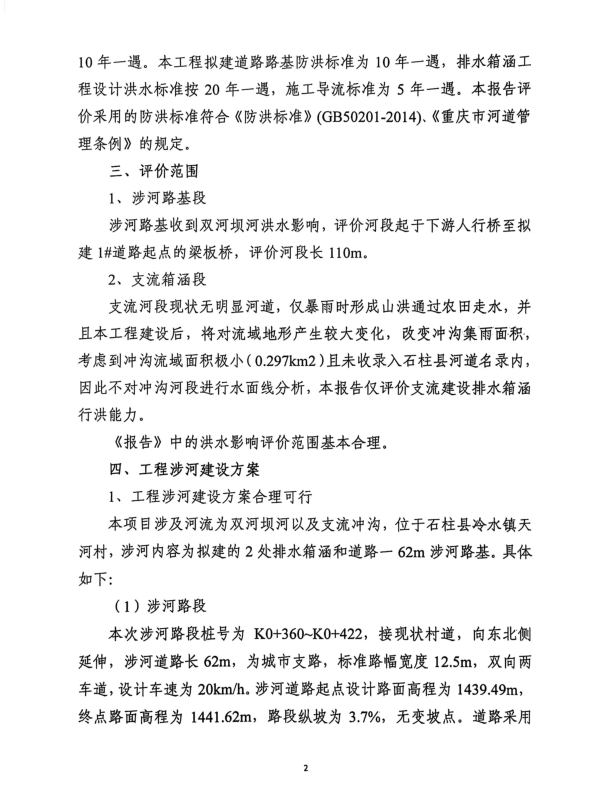 10 年一遇。本工程拟建道路路基防洪标准为 10 年一遇，排水箱涵工
程设计洪水标准按 20 年一遇，施工导流标准为 5 年一遇。本报告评
价采用的防洪标准符合《防洪标准》(GB50201-2014)、《重庆市河道管
理条例》的规定。
三、评价范围
1、涉河路基段
涉河路基收到双河坝河洪水影响，评价河段起于下游人行桥至拟
建 1#道路起点的梁板桥，评价河段长 110m。
2、支流箱涵段
支流河段现状无明显河道，仅暴雨时形成山洪通过农田走水，并
且本工程建设后，将对流域地形产生较大变化，改变冲沟集雨面积，
考虑到冲沟流域面积极小（0.297km2）且未收录入石柱县河道名录内，
因此不对冲沟河段进行水面线分析，本报告仅评价支流建设排水箱涵
行洪能力。
《报告》中的洪水影响评价范围基本合理。
四、工程涉河建设方案
1、工程涉河建设方案合理可行
本项目涉及河流为双河坝河以及支流冲沟，位于石柱县冷水镇天
河村，涉河内容为拟建的 2 处排水箱涵和道路一 62m 涉河路基。具体
如下：
（1）涉河路段
本次涉河路段桩号为 K0+360~K0+422，接现状村道，向东北侧
延伸，涉河道路长 62m，为城市支路，标准路幅宽度 12.5m，双向两
车道，设计车速为 20km/h。涉河道路起点设计路面高程为 1439.49m，
终点路面高程为 1441.62m，路段纵坡为 3.7%，无变坡点。道路采用
2